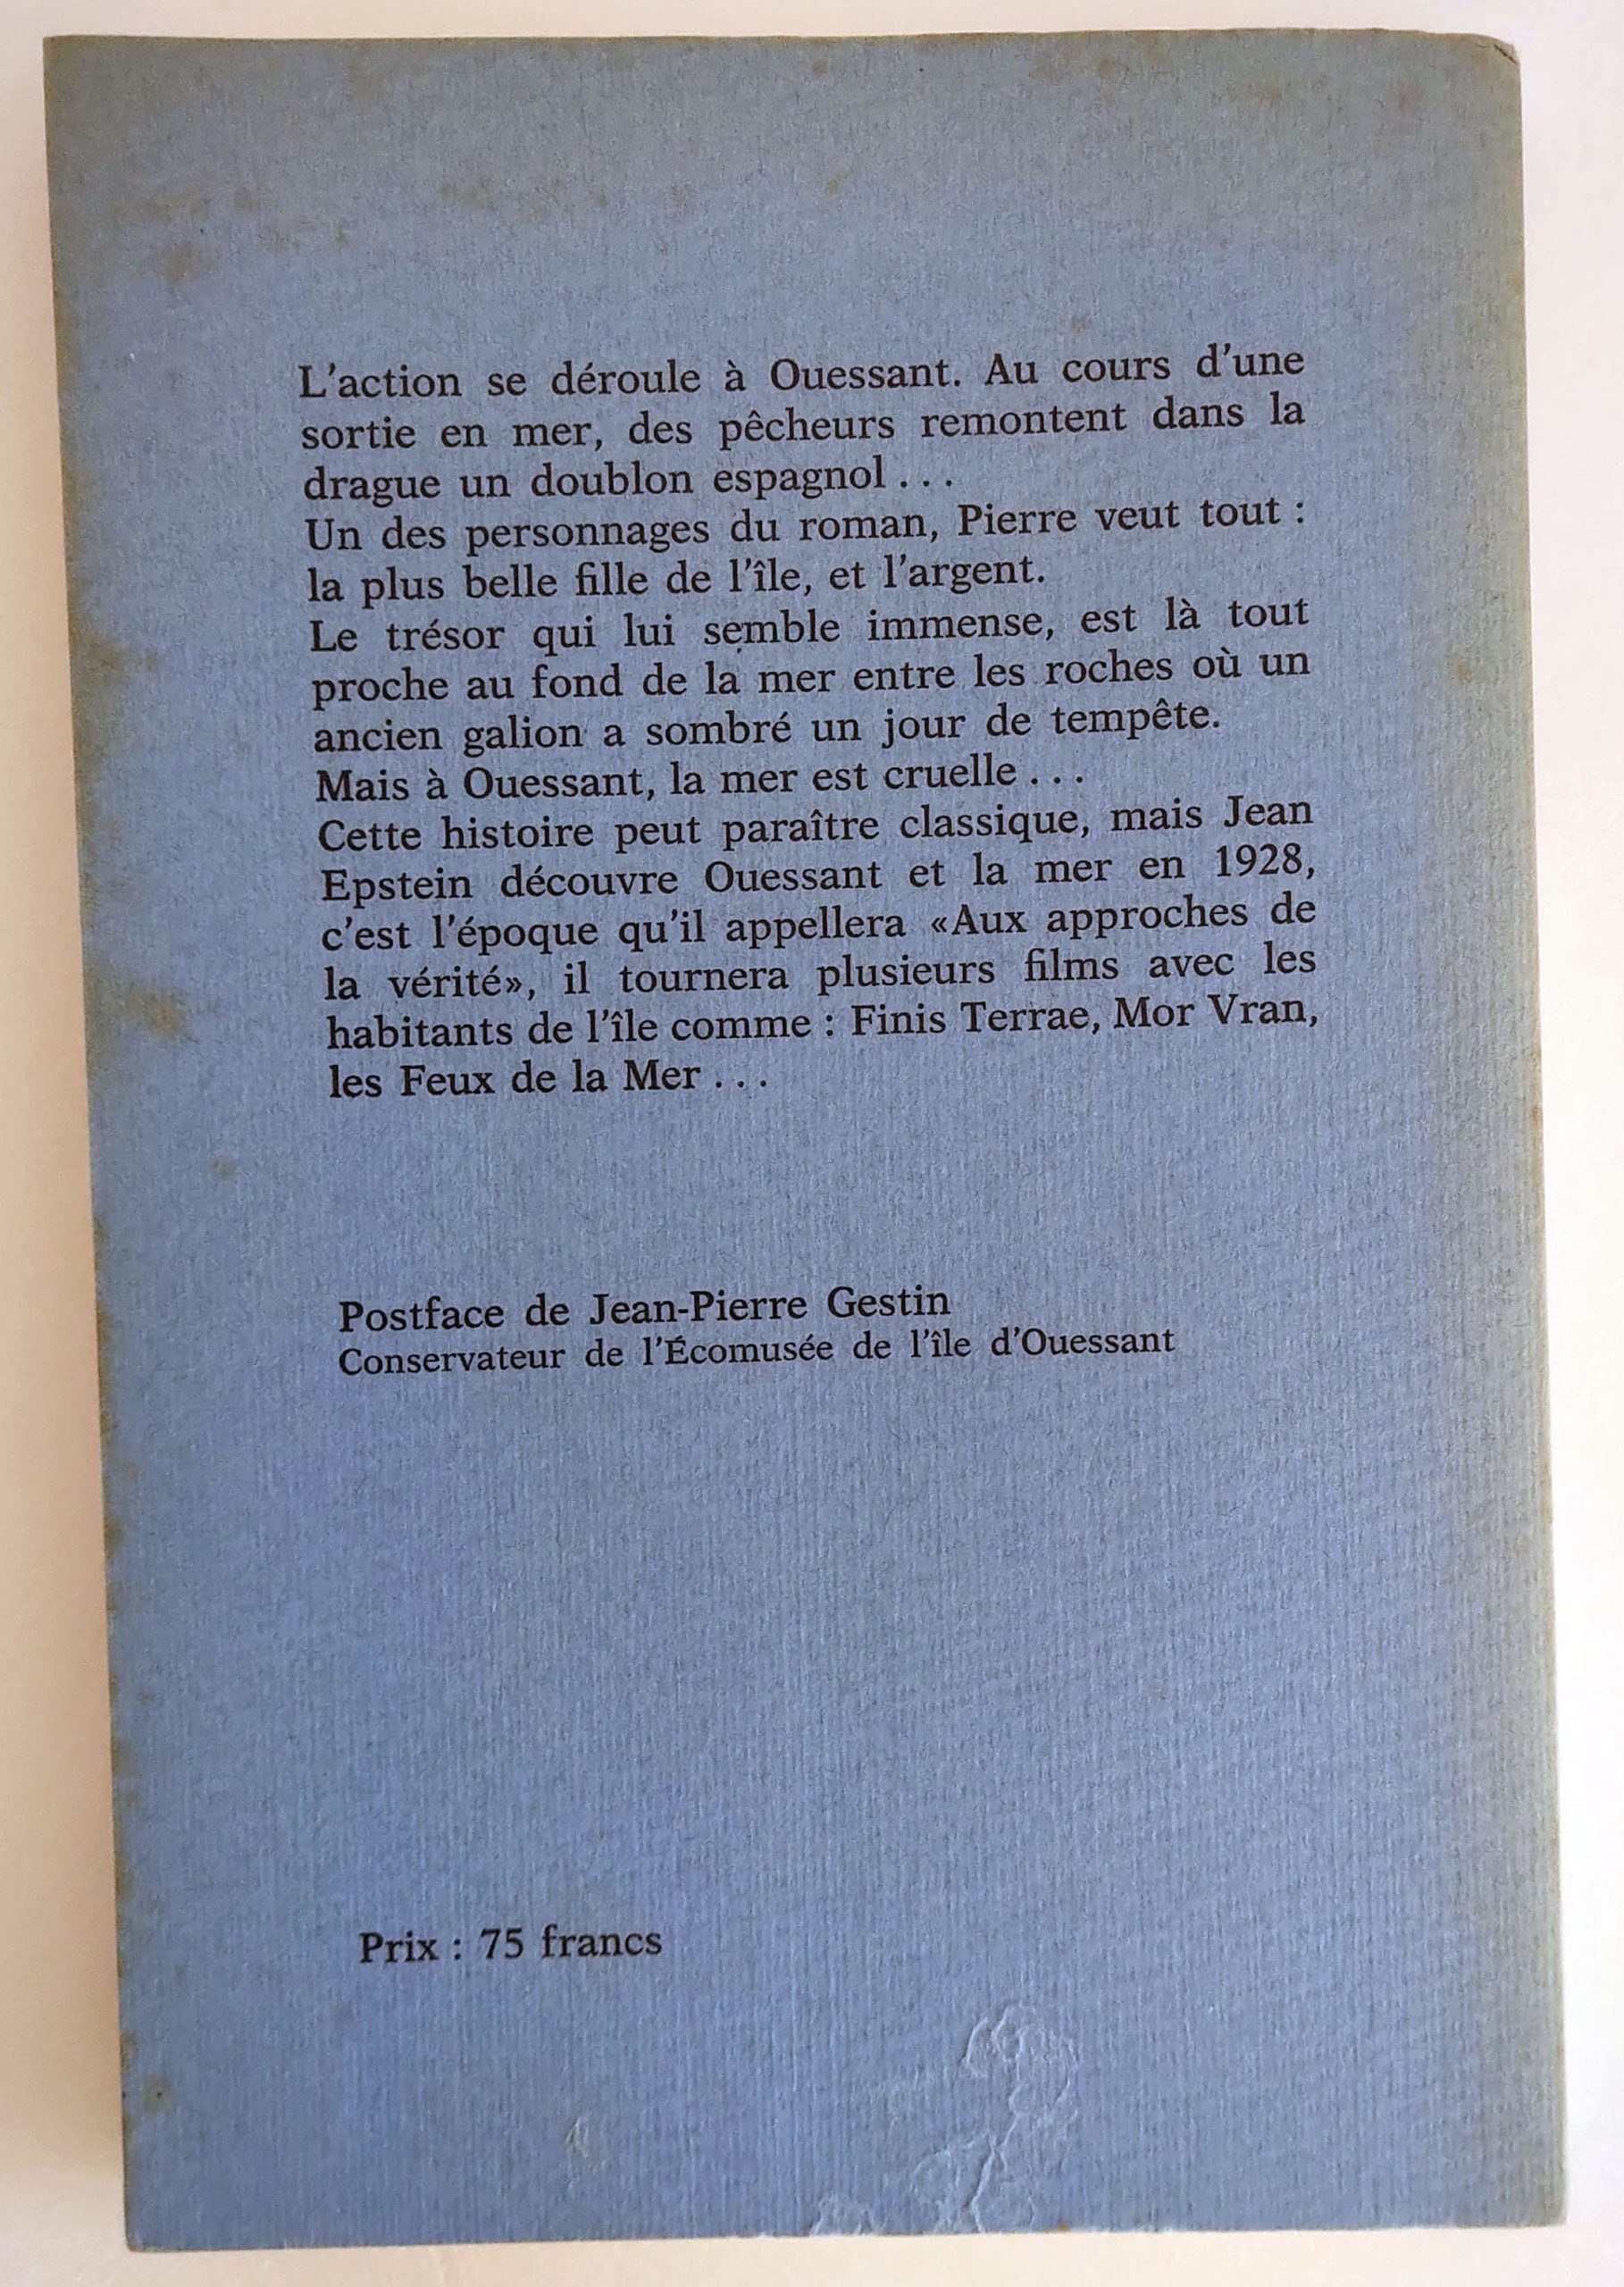 L'action se déroule à Ouessant. Au cours d'une
sortie en mer, des pêcheurs remontent dans la
drague un doublon espagnol . . .
Un des personnages du roman, Pierre veut tout :
la plus belle fille de l'île, et l'argent.
Le trésor qui lui semble immense, est là tout
proche au fond de la mer entre les roches où un
ancien galion a sombré un jour de tempête.
Mais à Ouessant, la mer est cruelle . . .
Cette histoire peut paraître classique, mais Jean
Epstein découvre Ouessant et la mer en 1928,
c'est l'époque qu'il appellera «Aux approches de
la vérité», il tournera plusieurs films avec les
habitants de l'île comme : Finis Terrae, Mor Vran,
les Feux de la Mer . . .
Postface de Jean-Pierre Gestin
Conservateur de l'Écomusée de l'île d'Ouessant
Prix : 75 francs